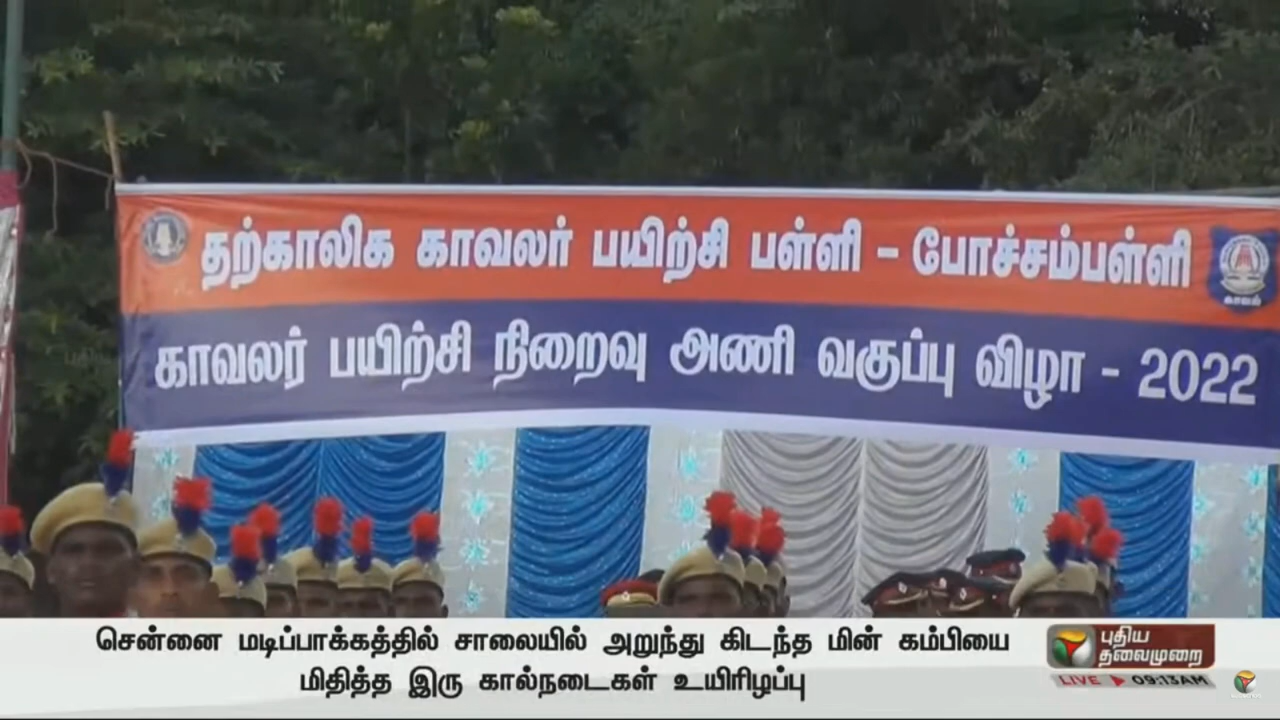 தற்காலிக காவலர் பயிற்சி பள்ளி - போச்சம்பள்ளி
காவல்
காவலர் பயிற்சி நிறைவு அணி வகுப்பு விழா - 2022
சென்னை மடிப்பாக்கத்தில் சாலையில் அறுந்து கிடந்த மின் கம்பியை
மிதித்த இரு கால்நடைகள் உயிரிழப்பு
புதிய
தலைமுறை
LIVE 09:13AM